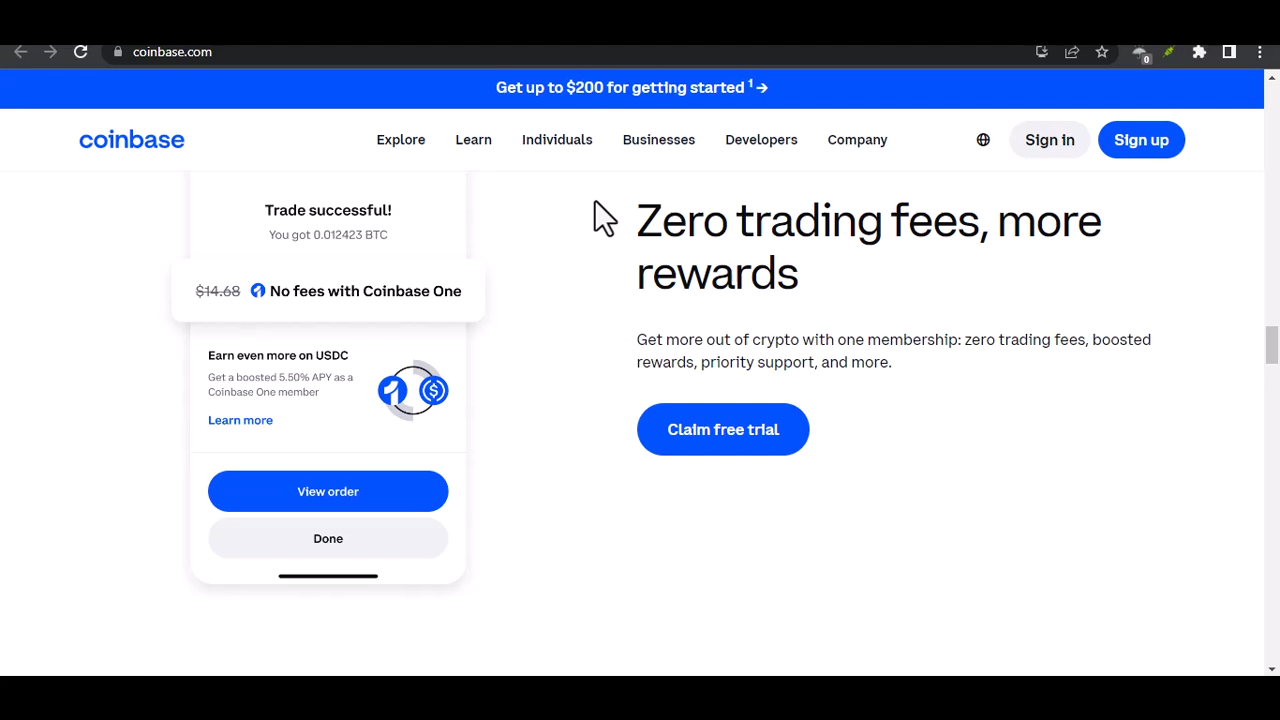 coinbase.com
0
Get up to $200 for getting started ¹ →
coinbase
Explore
Learn
Individuals
Businesses
Developers
Company
Sign in
Sign up
Trade successful!
You got 0.012423 BTC
$14.68 No fees with Coinbase One
Earn even more on USDC
Get a boosted 5.50% APY as a
Coinbase One member
Learn more
View order
Done
Zero trading fees, more
rewards
Get more out of crypto with one membership: zero trading fees, boosted
rewards, priority support, and more.
Claim free trial